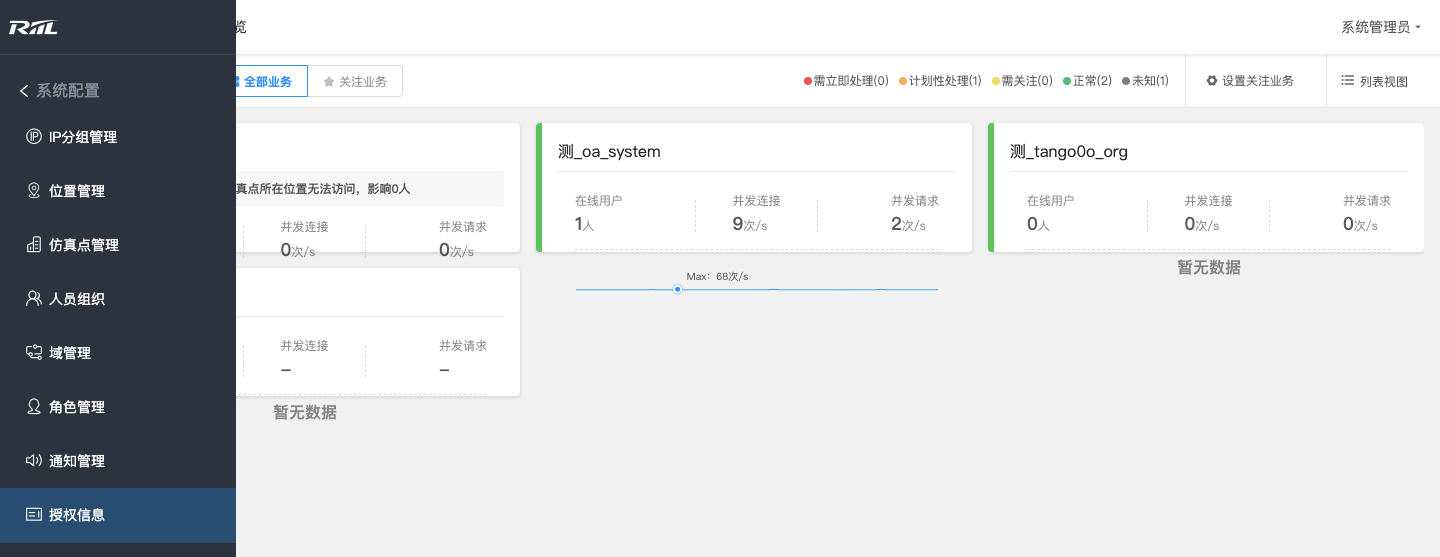 RIIL
览
系统管理员
系统配置
IP分组管理
位置管理
仿真点管理
人员组织
域管理
角色管理
通知管理
授权信息
全部业务
关注业务
需立即处理(0)
计划性处理(1)
需关注(0)
正常(2)
未知(1)
设置关注业务
列表视图
真点所在位置无法访问，影响0人
并发连接
并发请求
0次/s
0次/s
测_oa_system
在线用户
并发连接
并发请求
1人
9次/s
2次/s
Max：68次/s
测_tango0o_org
在线用户
并发连接
并发请求
0人
0次/s
0次/s
暂无数据
并发连接
并发请求
–
–
暂无数据